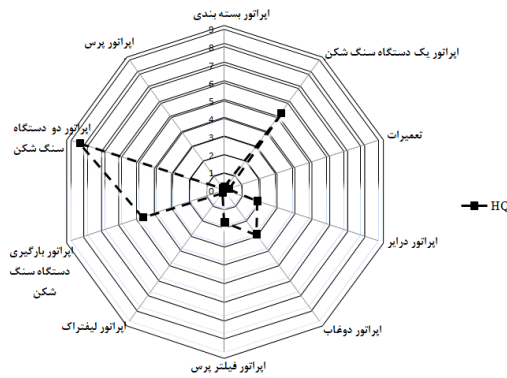 اپراتور بسته بندی
اپراتور یک دستگاه سنگ شکن
تعمیرات
اپراتور درایر
اپراتور دوغاب
اپراتور فیلتر پرس
اپراتور لیفتراک
اپراتور بارگیری
دستگاه سنگ
شکن
اپراتور دو دستگاه
سنگ شکن
اپراتور پرس
9
8
7
6
5
4
3
2
1
0
HQ